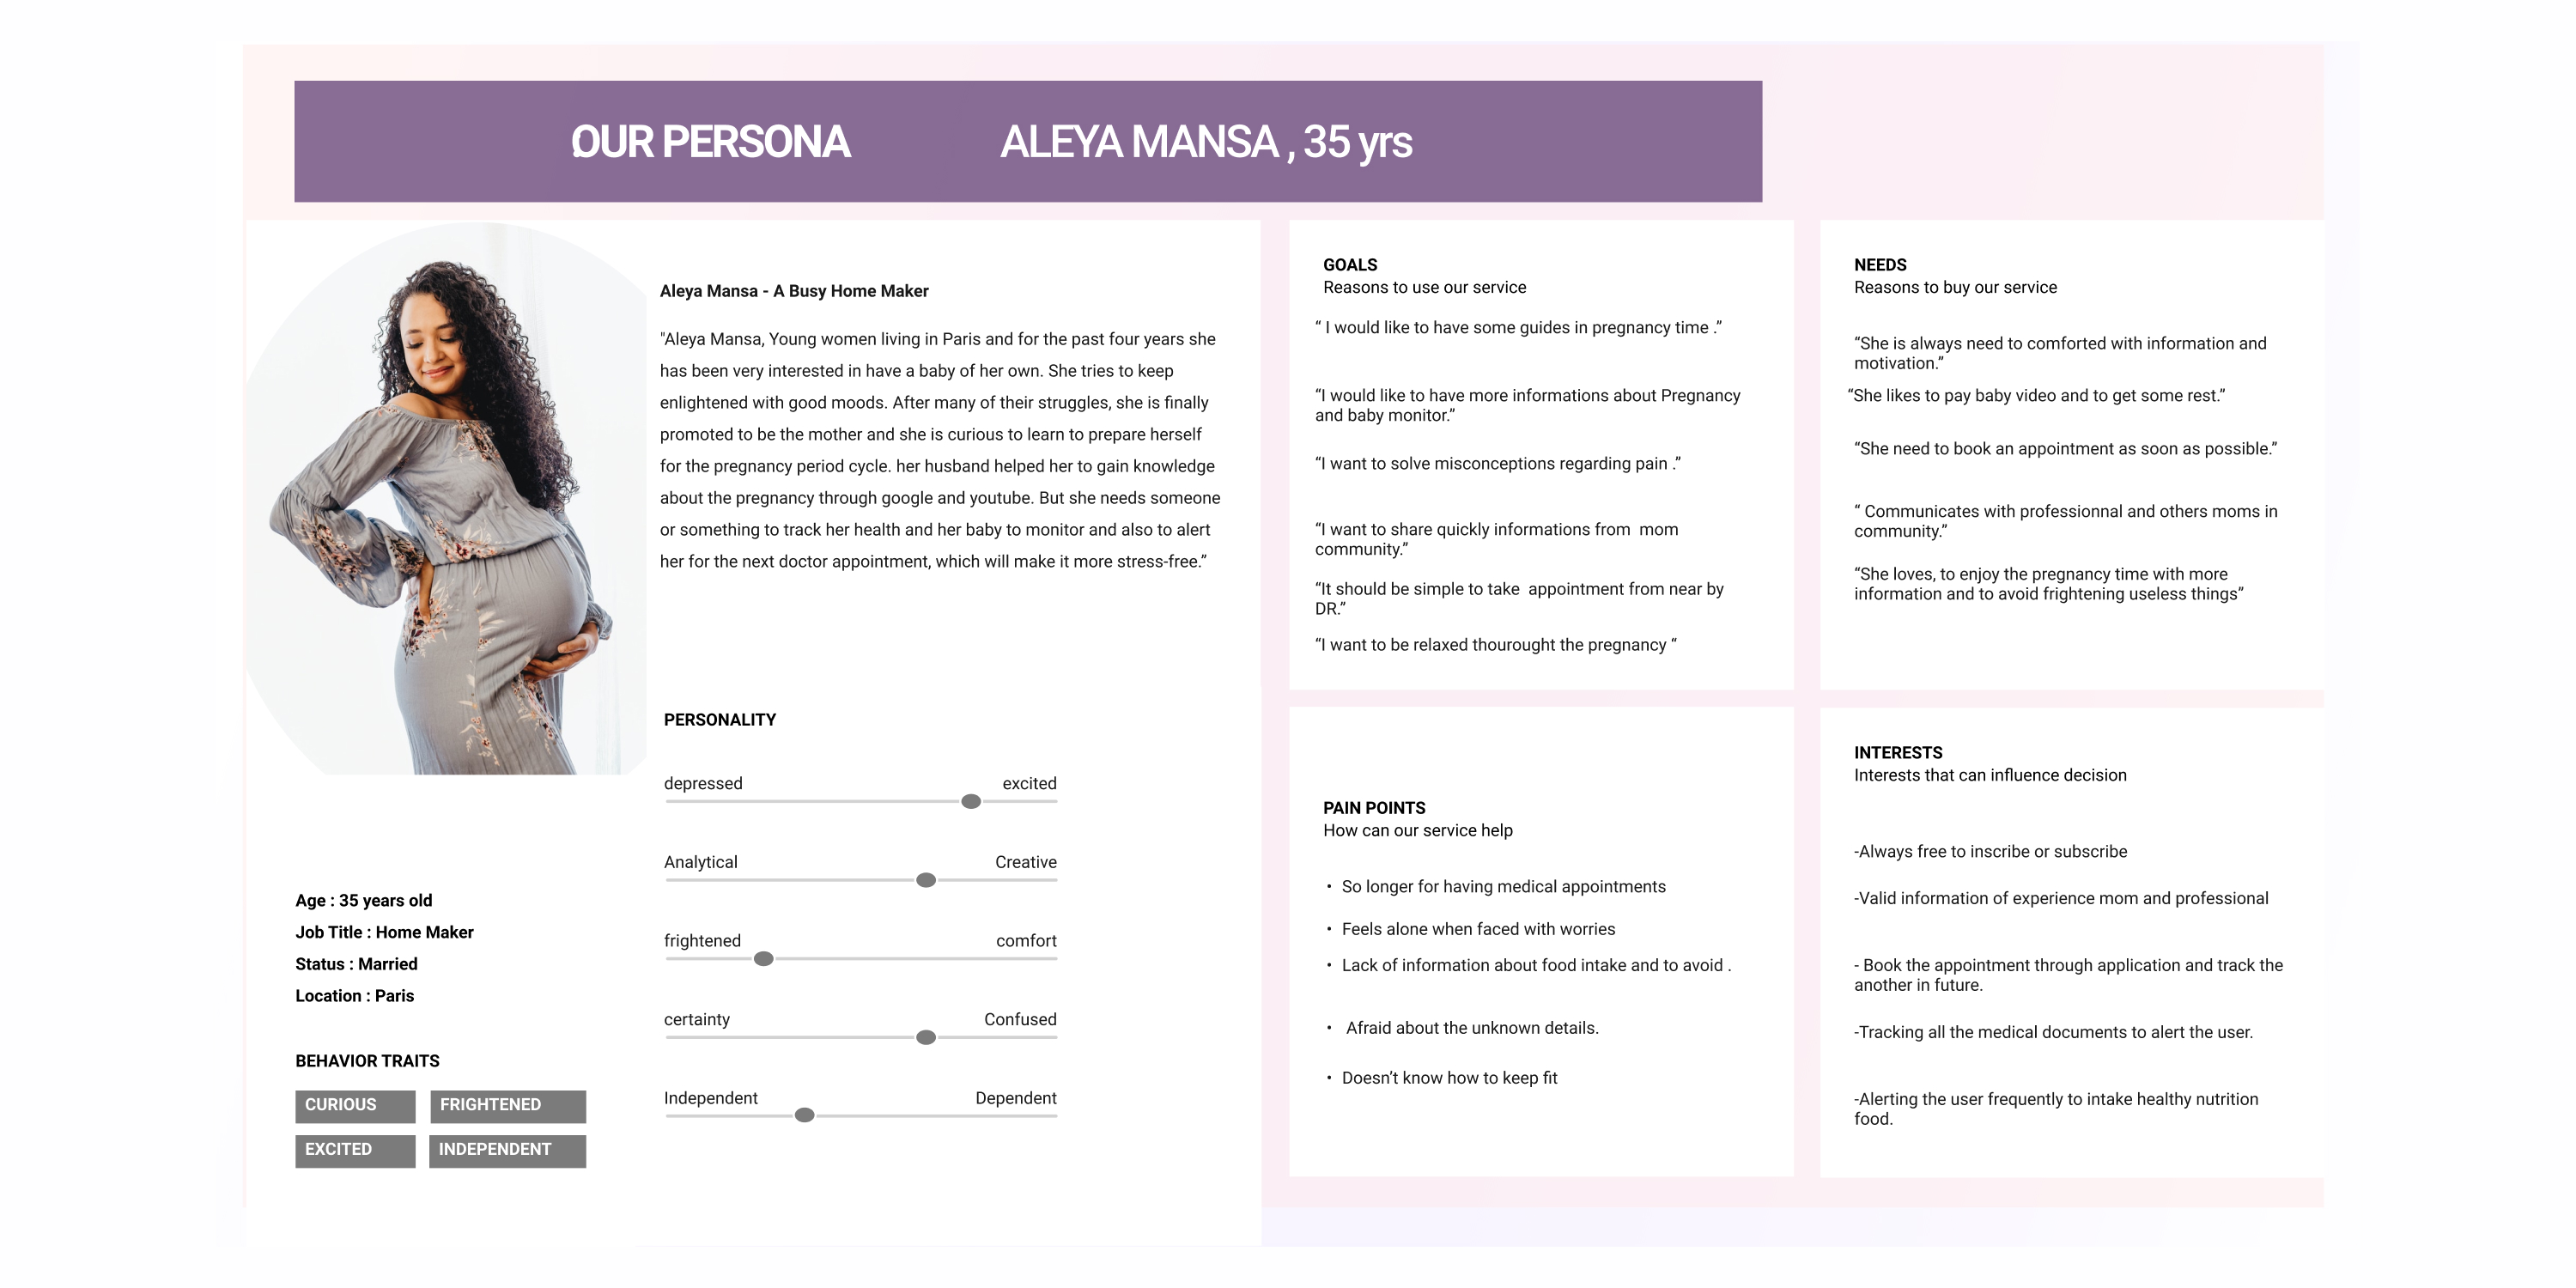 OUR PERSONA
ALEYA MANSA , 35 yrs
Aleya Mansa - A Busy Home Maker
"Aleya Mansa, Young women living in Paris and for the past four years she
has been very interested in have a baby of her own. She tries to keep
enlightened with good moods. After many of their struggles, she is finally
promoted to be the mother and she is curious to learn to prepare herself
for the pregnancy period cycle. her husband helped her to gain knowledge
about the pregnancy through google and youtube. But she needs someone
or something to track her health and her baby to monitor and also to alert
her for the next doctor appointment, which will make it more stress-free.”
Age : 35 years old
Job Title : Home Maker
Status : Married
Location : Paris
BEHAVIOR TRAITS
CURIOUS
FRIGHTENED
EXCITED
INDEPENDENT
PERSONALITY
depressed
excited
Analytical
Creative
frightened
comfort
certainty
Confused
Independent
Dependent
GOALS
Reasons to use our service
“ I would like to have some guides in pregnancy time .”
“I would like to have more informations about Pregnancy
and baby monitor.”
“I want to solve misconceptions regarding pain .”
“I want to share quickly informations from  mom
community.”
“It should be simple to take  appointment from near by
DR.”
“I want to be relaxed thourought the pregnancy “
NEEDS
Reasons to buy our service
“She is always need to comforted with information and
motivation.”
“She likes to pay baby video and to get some rest.”
“She need to book an appointment as soon as possible.”
“ Communicates with professionnal and others moms in
community.”
“She loves, to enjoy the pregnancy time with more
information and to avoid frightening useless things”
PAIN POINTS
How can our service help
• So longer for having medical appointments
• Feels alone when faced with worries
• Lack of information about food intake and to avoid .
• Afraid about the unknown details.
• Doesn’t know how to keep fit
INTERESTS
Interests that can influence decision
-Always free to inscribe or subscribe
-Valid information of experience mom and professional
- Book the appointment through application and track the
another in future.
-Tracking all the medical documents to alert the user.
-Alerting the user frequently to intake healthy nutrition
food.